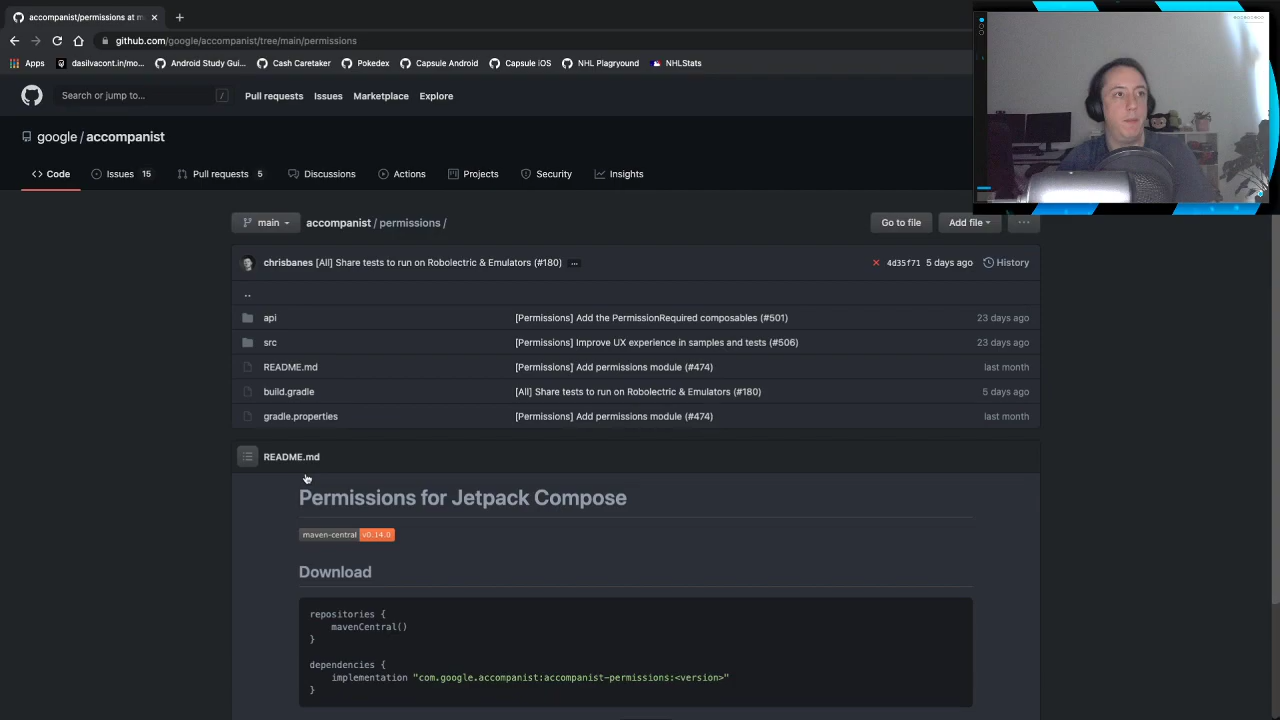 accompanist/permissions at m
github.com/google/accompanist/tree/main/permissions
Apps dasilvacont.in/mo... Android Study Gui... Cash Caretaker Pokedex Capsule Android Capsule iOS NHL Plagryound NHLStats
Search or jump to... / Pull requests Issues Marketplace Explore
google / accompanist
Code Issues 15 Pull requests 5 Discussions Actions Projects Security Insights
main accompanist / permissions / Go to file Add file ...
chrisbanes [All] Share tests to run on Robolectric & Emulators (#180) ... 4d35f71 5 days ago History
..
api [Permissions] Add the PermissionRequired composables (#501) 23 days ago
src [Permissions] Improve UX experience in samples and tests (#506) 23 days ago
README.md [Permissions] Add permissions module (#474) last month
build.gradle [All] Share tests to run on Robolectric & Emulators (#180) 5 days ago
gradle.properties [Permissions] Add permissions module (#474) last month
README.md
Permissions for Jetpack Compose
maven-central v0.14.0
Download
repositories {
mavenCentral()
}
dependencies {
implementation "com.google.accompanist:accompanist-permissions:<version>"
}